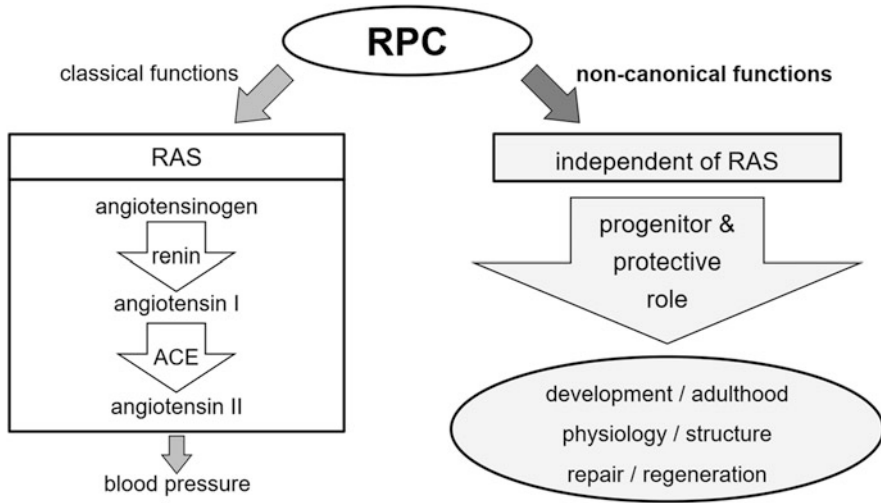 RPC
classical functions
non-canonical functions
RAS
angiotensinogen
renin
angiotensin I
ACE
angiotensin II
blood pressure
independent of RAS
progenitor &
protective
role
development / adulthood
physiology / structure
repair / regeneration